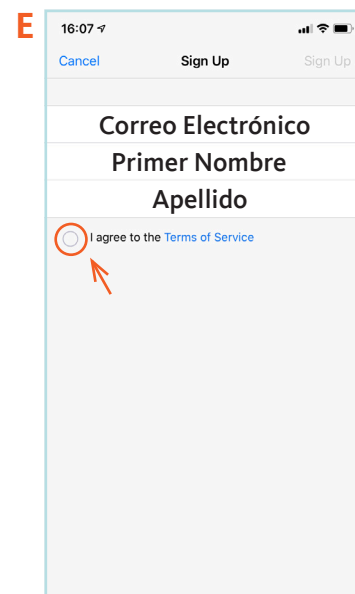 E
16:07
Cancel Sign Up Sign Up
Correo Electrónico
Primer Nombre
Apellido
I agree to the Terms of Service